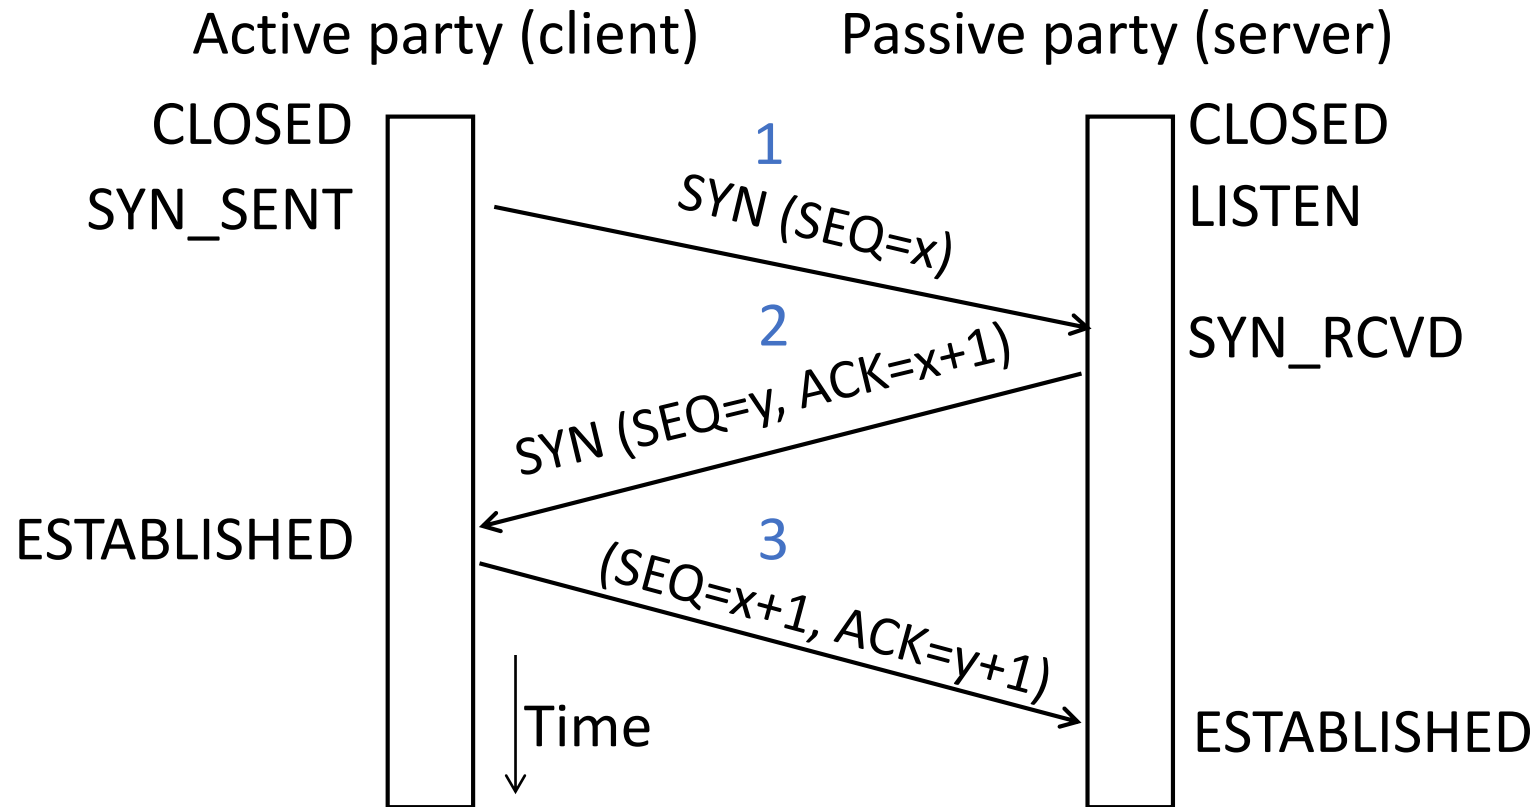 Active party (client)
Passive party (server)
CLOSED
CLOSED
1
SYN_SENT
SYN (SEQ=x)
LISTEN
2
SYN_RCVD
SYN (SEQ=y, ACK=x+1)
ESTABLISHED
3
(SEQ=x+1, ACK=y+1)
Time
ESTABLISHED